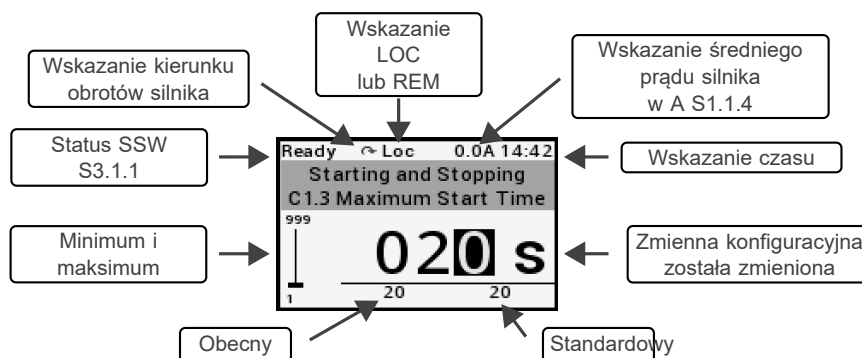 Wskazanie
LOC
lub REM
Wskazanie kierunku
obrotów silnika
Wskazanie średniego
prądu silnika
w A S1.1.4
Status SSW
S3.1.1
Ready Loc 0.0A 14:42
Wskazanie czasu
Starting and Stopping
C1.3 Maximum Start Time
999
Minimum i
maksimum
020 s
Zmienna konfiguracyjna
została zmieniona
1
20 20
Obecny
Standardowy